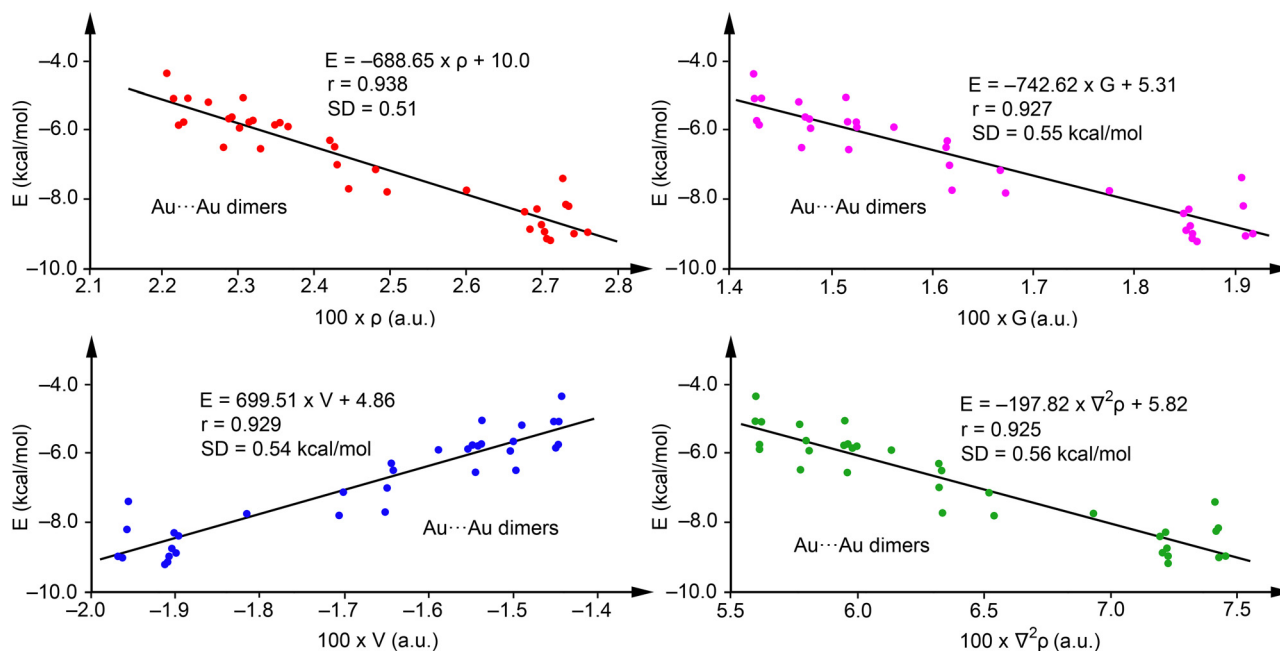 E (kcal/mol)
–4.0
–6.0
–8.0
–10.0
E = –688.65 x ρ + 10.0
r = 0.938
SD = 0.51
Au···Au dimers
2.1 2.2 2.3 2.4 2.5 2.6 2.7 2.8
100 x ρ (a.u.)
E (kcal/mol)
–4.0
–6.0
–8.0
–10.0
E = –742.62 x G + 5.31
r = 0.927
SD = 0.55 kcal/mol
Au···Au dimers
1.4 1.5 1.6 1.7 1.8 1.9
100 x G (a.u.)
E (kcal/mol)
–4.0
–6.0
–8.0
–10.0
E = 699.51 x V + 4.86
r = 0.929
SD = 0.54 kcal/mol
Au···Au dimers
–2.0 –1.9 –1.8 –1.7 –1.6 –1.5 –1.4
100 x V (a.u.)
E (kcal/mol)
–4.0
–6.0
–8.0
–10.0
E = –197.82 x ∇²ρ + 5.82
r = 0.925
SD = 0.56 kcal/mol
Au···Au dimers
5.5 6.0 6.5 7.0 7.5
100 x ∇²ρ (a.u.)